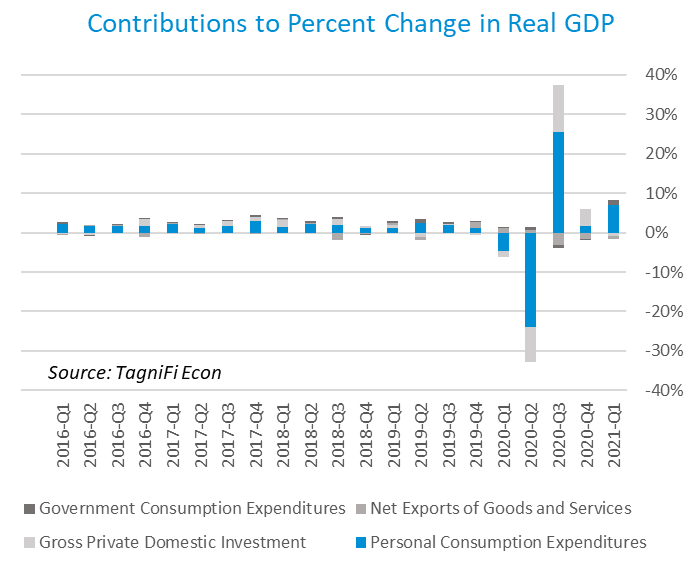 Contributions to Percent Change in Real GDP
40%
30%
20%
10%
0%
-10%
-20%
-30%
-40%
Source: TagniFi Econ
2016-Q1
2016-Q2
2016-Q3
2016-Q4
2017-Q1
2017-Q2
2017-Q3
2017-Q4
2018-Q1
2018-Q2
2018-Q3
2018-Q4
2019-Q1
2019-Q2
2019-Q3
2019-Q4
2020-Q1
2020-Q2
2020-Q3
2020-Q4
2021-Q1
Government Consumption Expenditures
Net Exports of Goods and Services
Gross Private Domestic Investment
Personal Consumption Expenditures